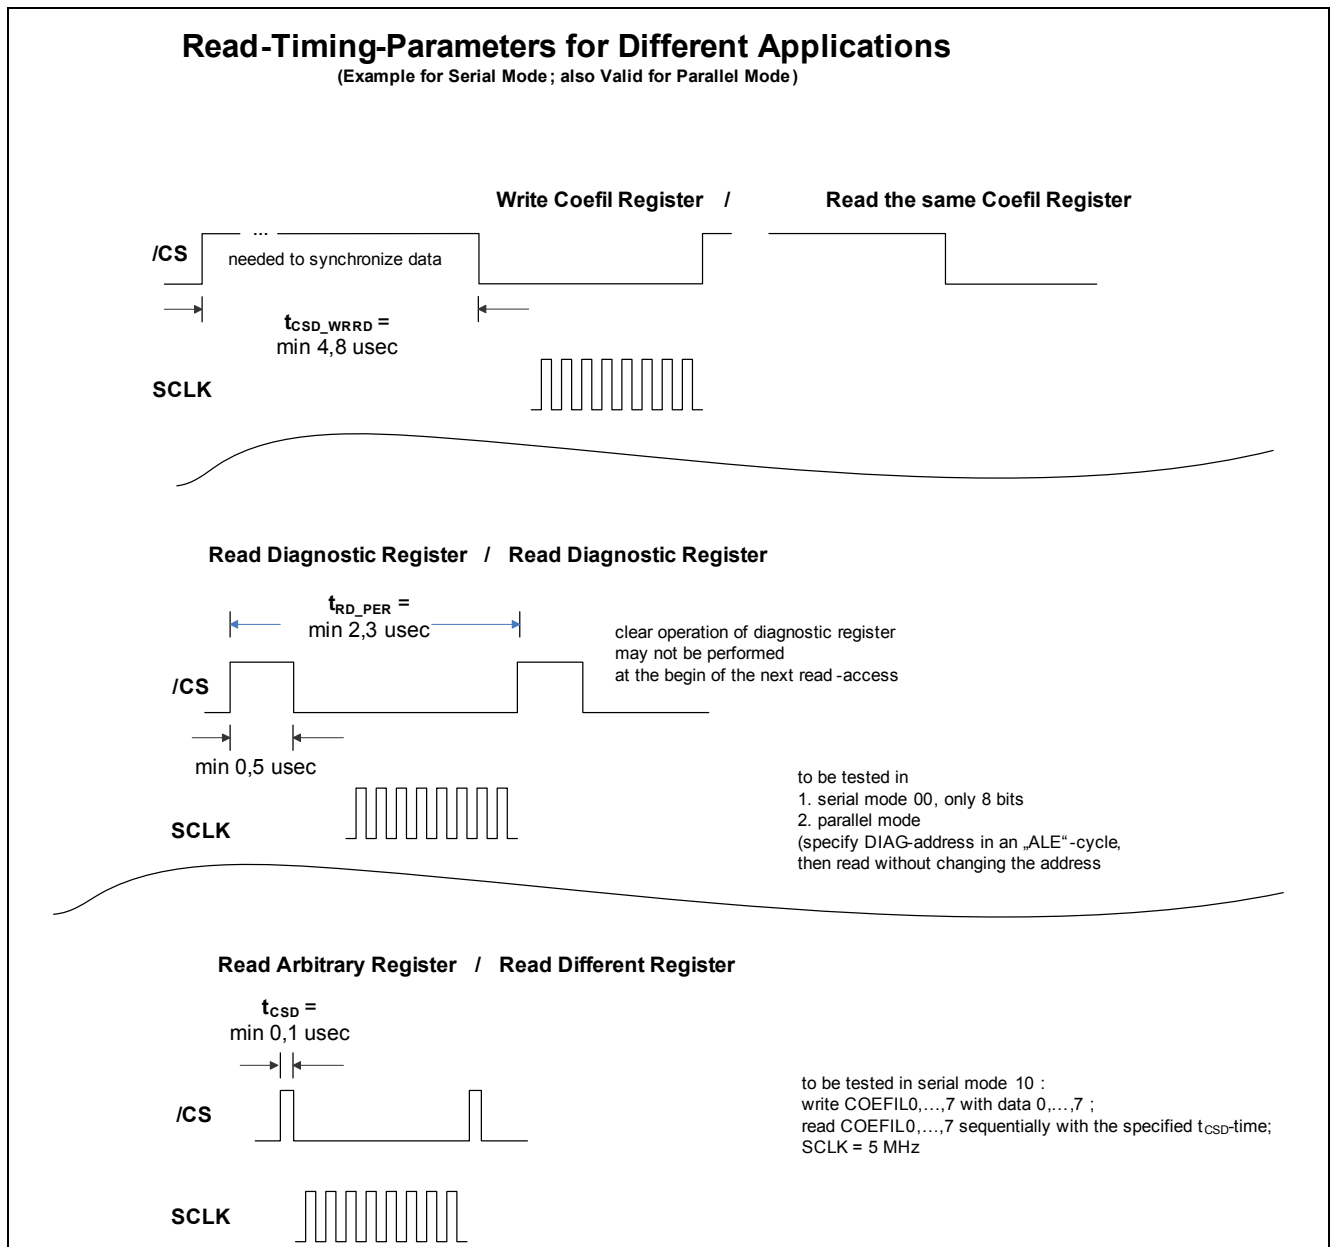 Read-Timing-Parameters for Different Applications
(Example for Serial Mode; also Valid for Parallel Mode)
Write Coefil Register / Read the same Coefil Register
...
/CS
needed to synchronize data
tCSD_WRRD =
min 4,8 usec
SCLK
Read Diagnostic Register / Read Diagnostic Register
tRD_PER =
min 2,3 usec
clear operation of diagnostic register
may not be performed
at the begin of the next read-access
/CS
min 0,5 usec
to be tested in
1. serial mode 00, only 8 bits
2. parallel mode
(specify DIAG-address in an „ALE“-cycle,
then read without changing the address
SCLK
Read Arbitrary Register / Read Different Register
tCSD =
min 0,1 usec
/CS
to be tested in serial mode 10 :
write COEFIL0,...,7 with data 0,...,7 ;
read COEFIL0,...,7 sequentially with the specified tCSD-time;
SCLK = 5 MHz
SCLK